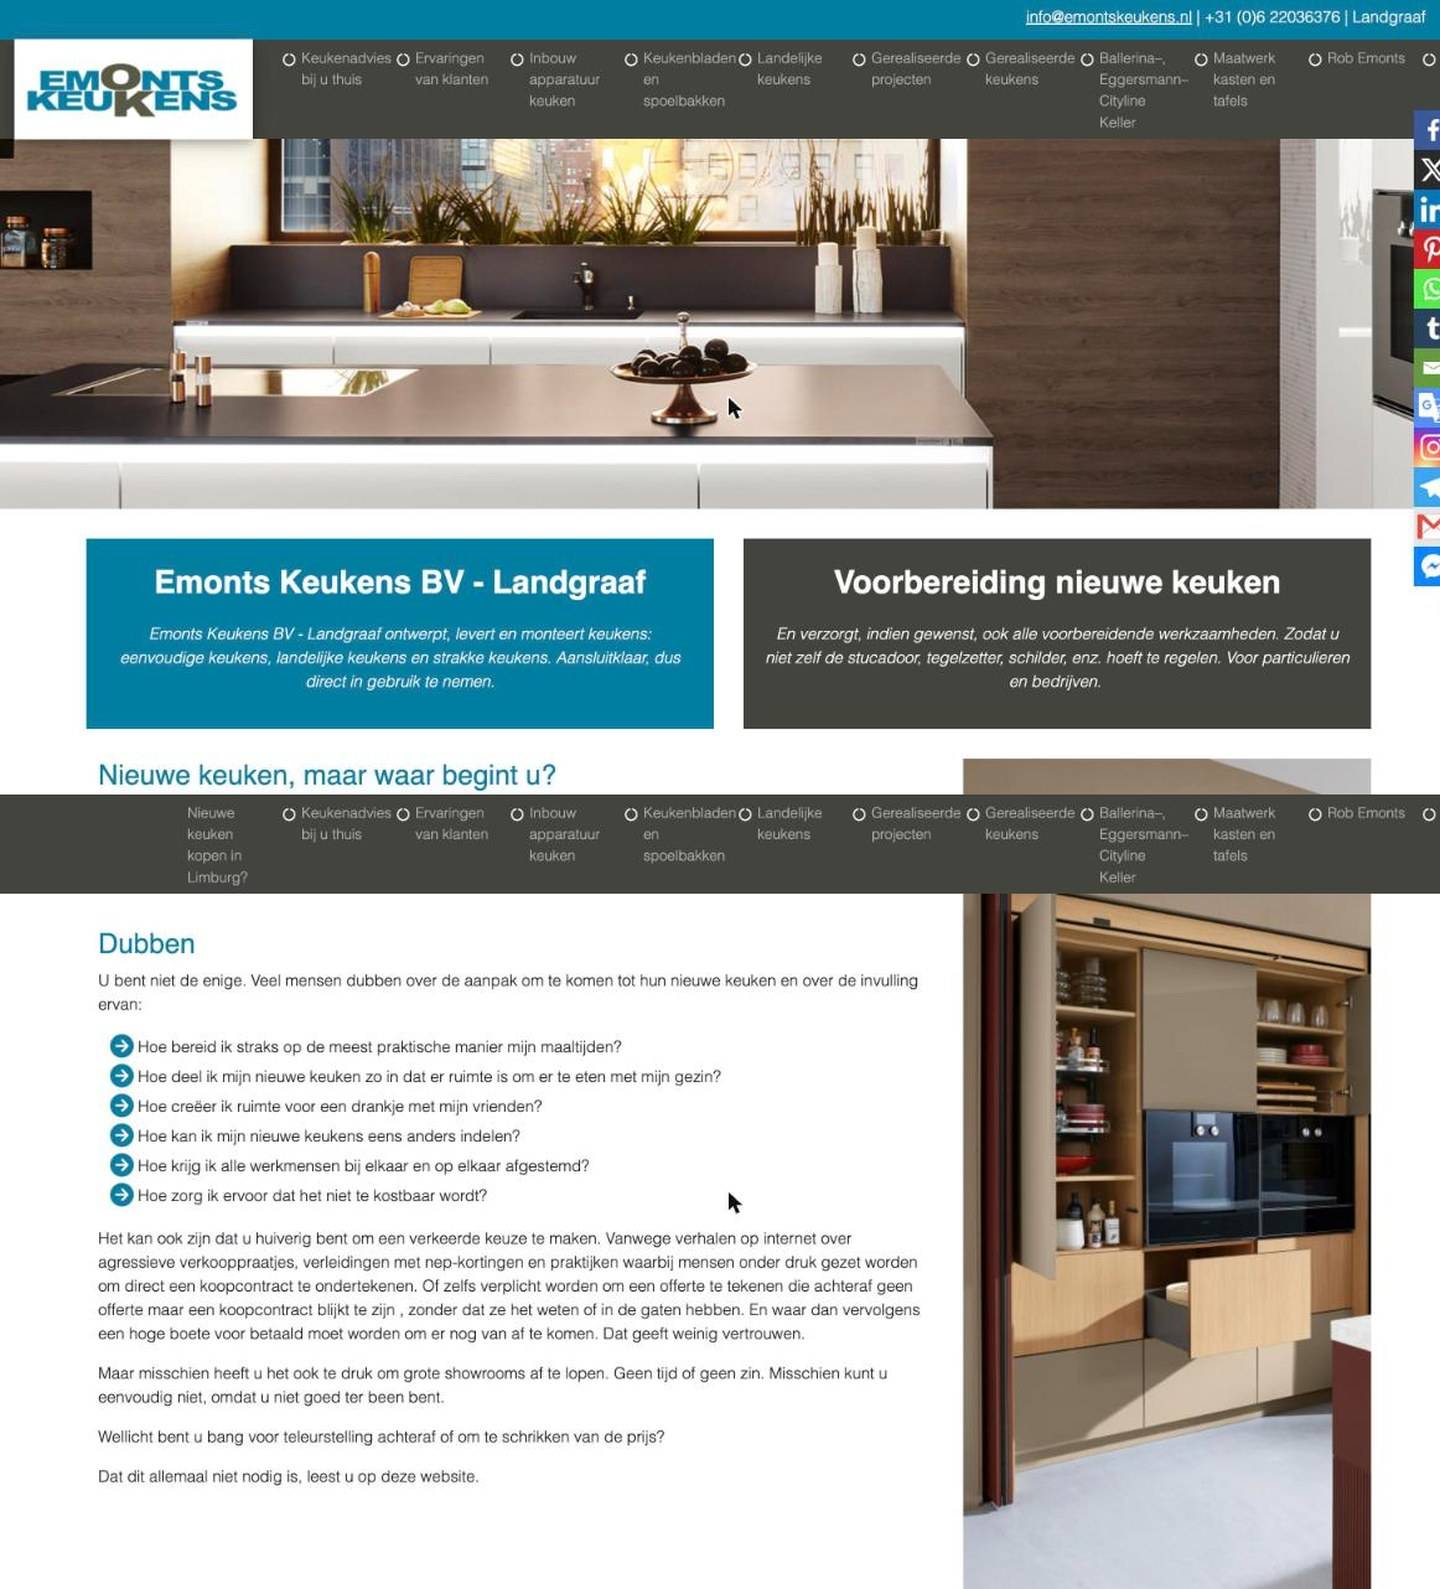 info@emontskeukens.nl | +31 (0)6 22036376 | Landgraaf
EMONTS
KEUKENS
Keukenadvies
bij u thuis
Ervaringen
van klanten
Inbouw
apparatuur
keuken
Keukenbladen
en
spoelbakken
Landelijke
keukens
Gerealiseerde
projecten
Gerealiseerde
keukens
Ballerina–,
Eggersmann–
Cityline
Keller
Maatwerk
kasten en
tafels
Rob Emonts
Emonts Keukens BV - Landgraaf
Emonts Keukens BV - Landgraaf ontwerpt, levert en monteert keukens:
eenvoudige keukens, landelijke keukens en strakke keukens. Aansluitklaar, dus
direct in gebruik te nemen.
Voorbereiding nieuwe keuken
En verzorgt, indien gewenst, ook alle voorbereidende werkzaamheden. Zodat u
niet zelf de stucadoor, tegelzetter, schilder, enz. hoeft te regelen. Voor particulieren
en bedrijven.
Nieuwe keuken, maar waar begint u?
Nieuwe
keuken
kopen in
Limburg?
Keukenadvies
bij u thuis
Ervaringen
van klanten
Inbouw
apparatuur
keuken
Keukenbladen
en
spoelbakken
Landelijke
keukens
Gerealiseerde
projecten
Gerealiseerde
keukens
Ballerina–,
Eggersmann–
Cityline
Keller
Maatwerk
kasten en
tafels
Rob Emonts
Dubben
U bent niet de enige. Veel mensen dubben over de aanpak om te komen tot hun nieuwe keuken en over de invulling
ervan:
Hoe bereid ik straks op de meest praktische manier mijn maaltijden?
Hoe deel ik mijn nieuwe keuken zo in dat er ruimte is om er te eten met mijn gezin?
Hoe creëer ik ruimte voor een drankje met mijn vrienden?
Hoe kan ik mijn nieuwe keukens eens anders indelen?
Hoe krijg ik alle werkmensen bij elkaar en op elkaar afgestemd?
Hoe zorg ik ervoor dat het niet te kostbaar wordt?
Het kan ook zijn dat u huiverig bent om een verkeerde keuze te maken. Vanwege verhalen op internet over
agressieve verkooppraatjes, verleidingen met nep-kortingen en praktijken waarbij mensen onder druk gezet worden
om direct een koopcontract te ondertekenen. Of zelfs verplicht worden om een offerte te tekenen die achteraf geen
offerte maar een koopcontract blijkt te zijn , zonder dat ze het weten of in de gaten hebben. En waar dan vervolgens
een hoge boete voor betaald moet worden om er nog van af te komen. Dat geeft weinig vertrouwen.
Maar misschien heeft u het ook te druk om grote showrooms af te lopen. Geen tijd of geen zin. Misschien kunt u
eenvoudig niet, omdat u niet goed ter been bent.
Wellicht bent u bang voor teleurstelling achteraf of om te schrikken van de prijs?
Dat dit allemaal niet nodig is, leest u op deze website.